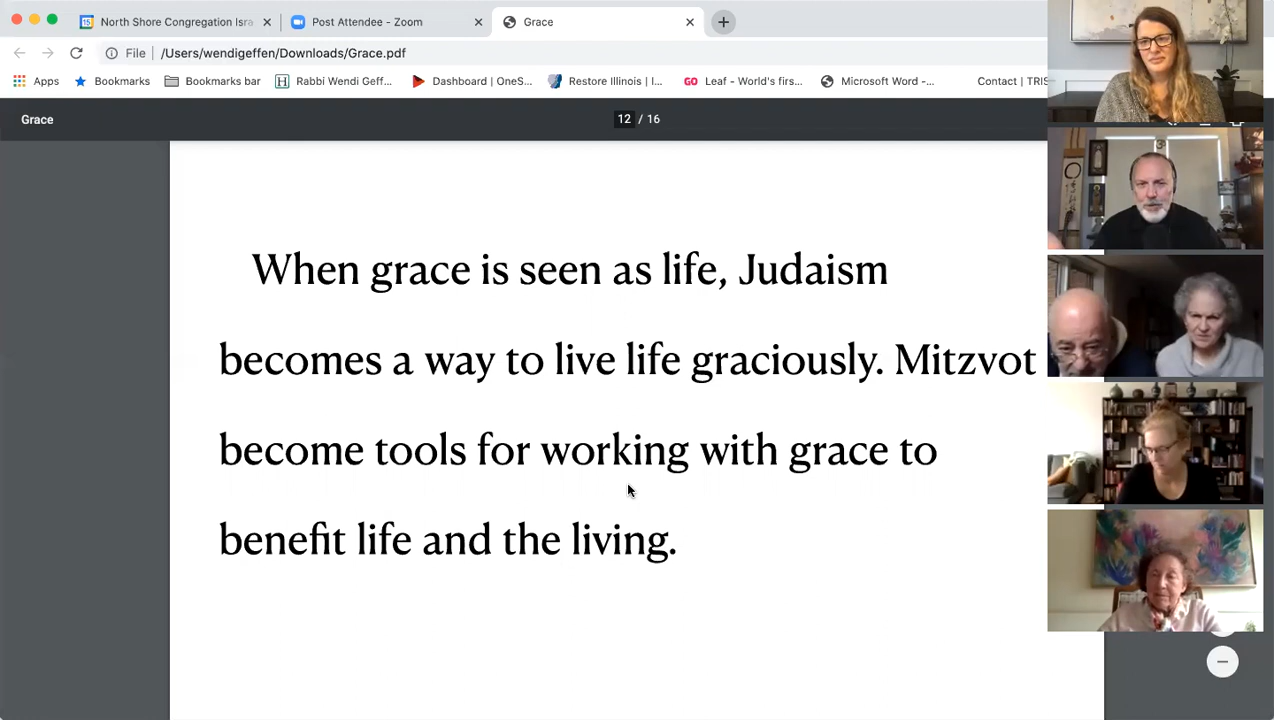 North Shore Congregation Isra
Post Attendee - Zoom
Grace
File
/Users/wendigeffen/Downloads/Grace.pdf
Apps
Bookmarks
Bookmarks bar
Rabbi Wendi Geff...
Dashboard | OneS...
Restore Illinois | I...
GO
Leaf - World's first...
Microsoft Word -...
Contact | TRIS
Grace
12 / 16
When grace is seen as life, Judaism
becomes a way to live life graciously. Mitzvot
become tools for working with grace to
benefit life and the living.